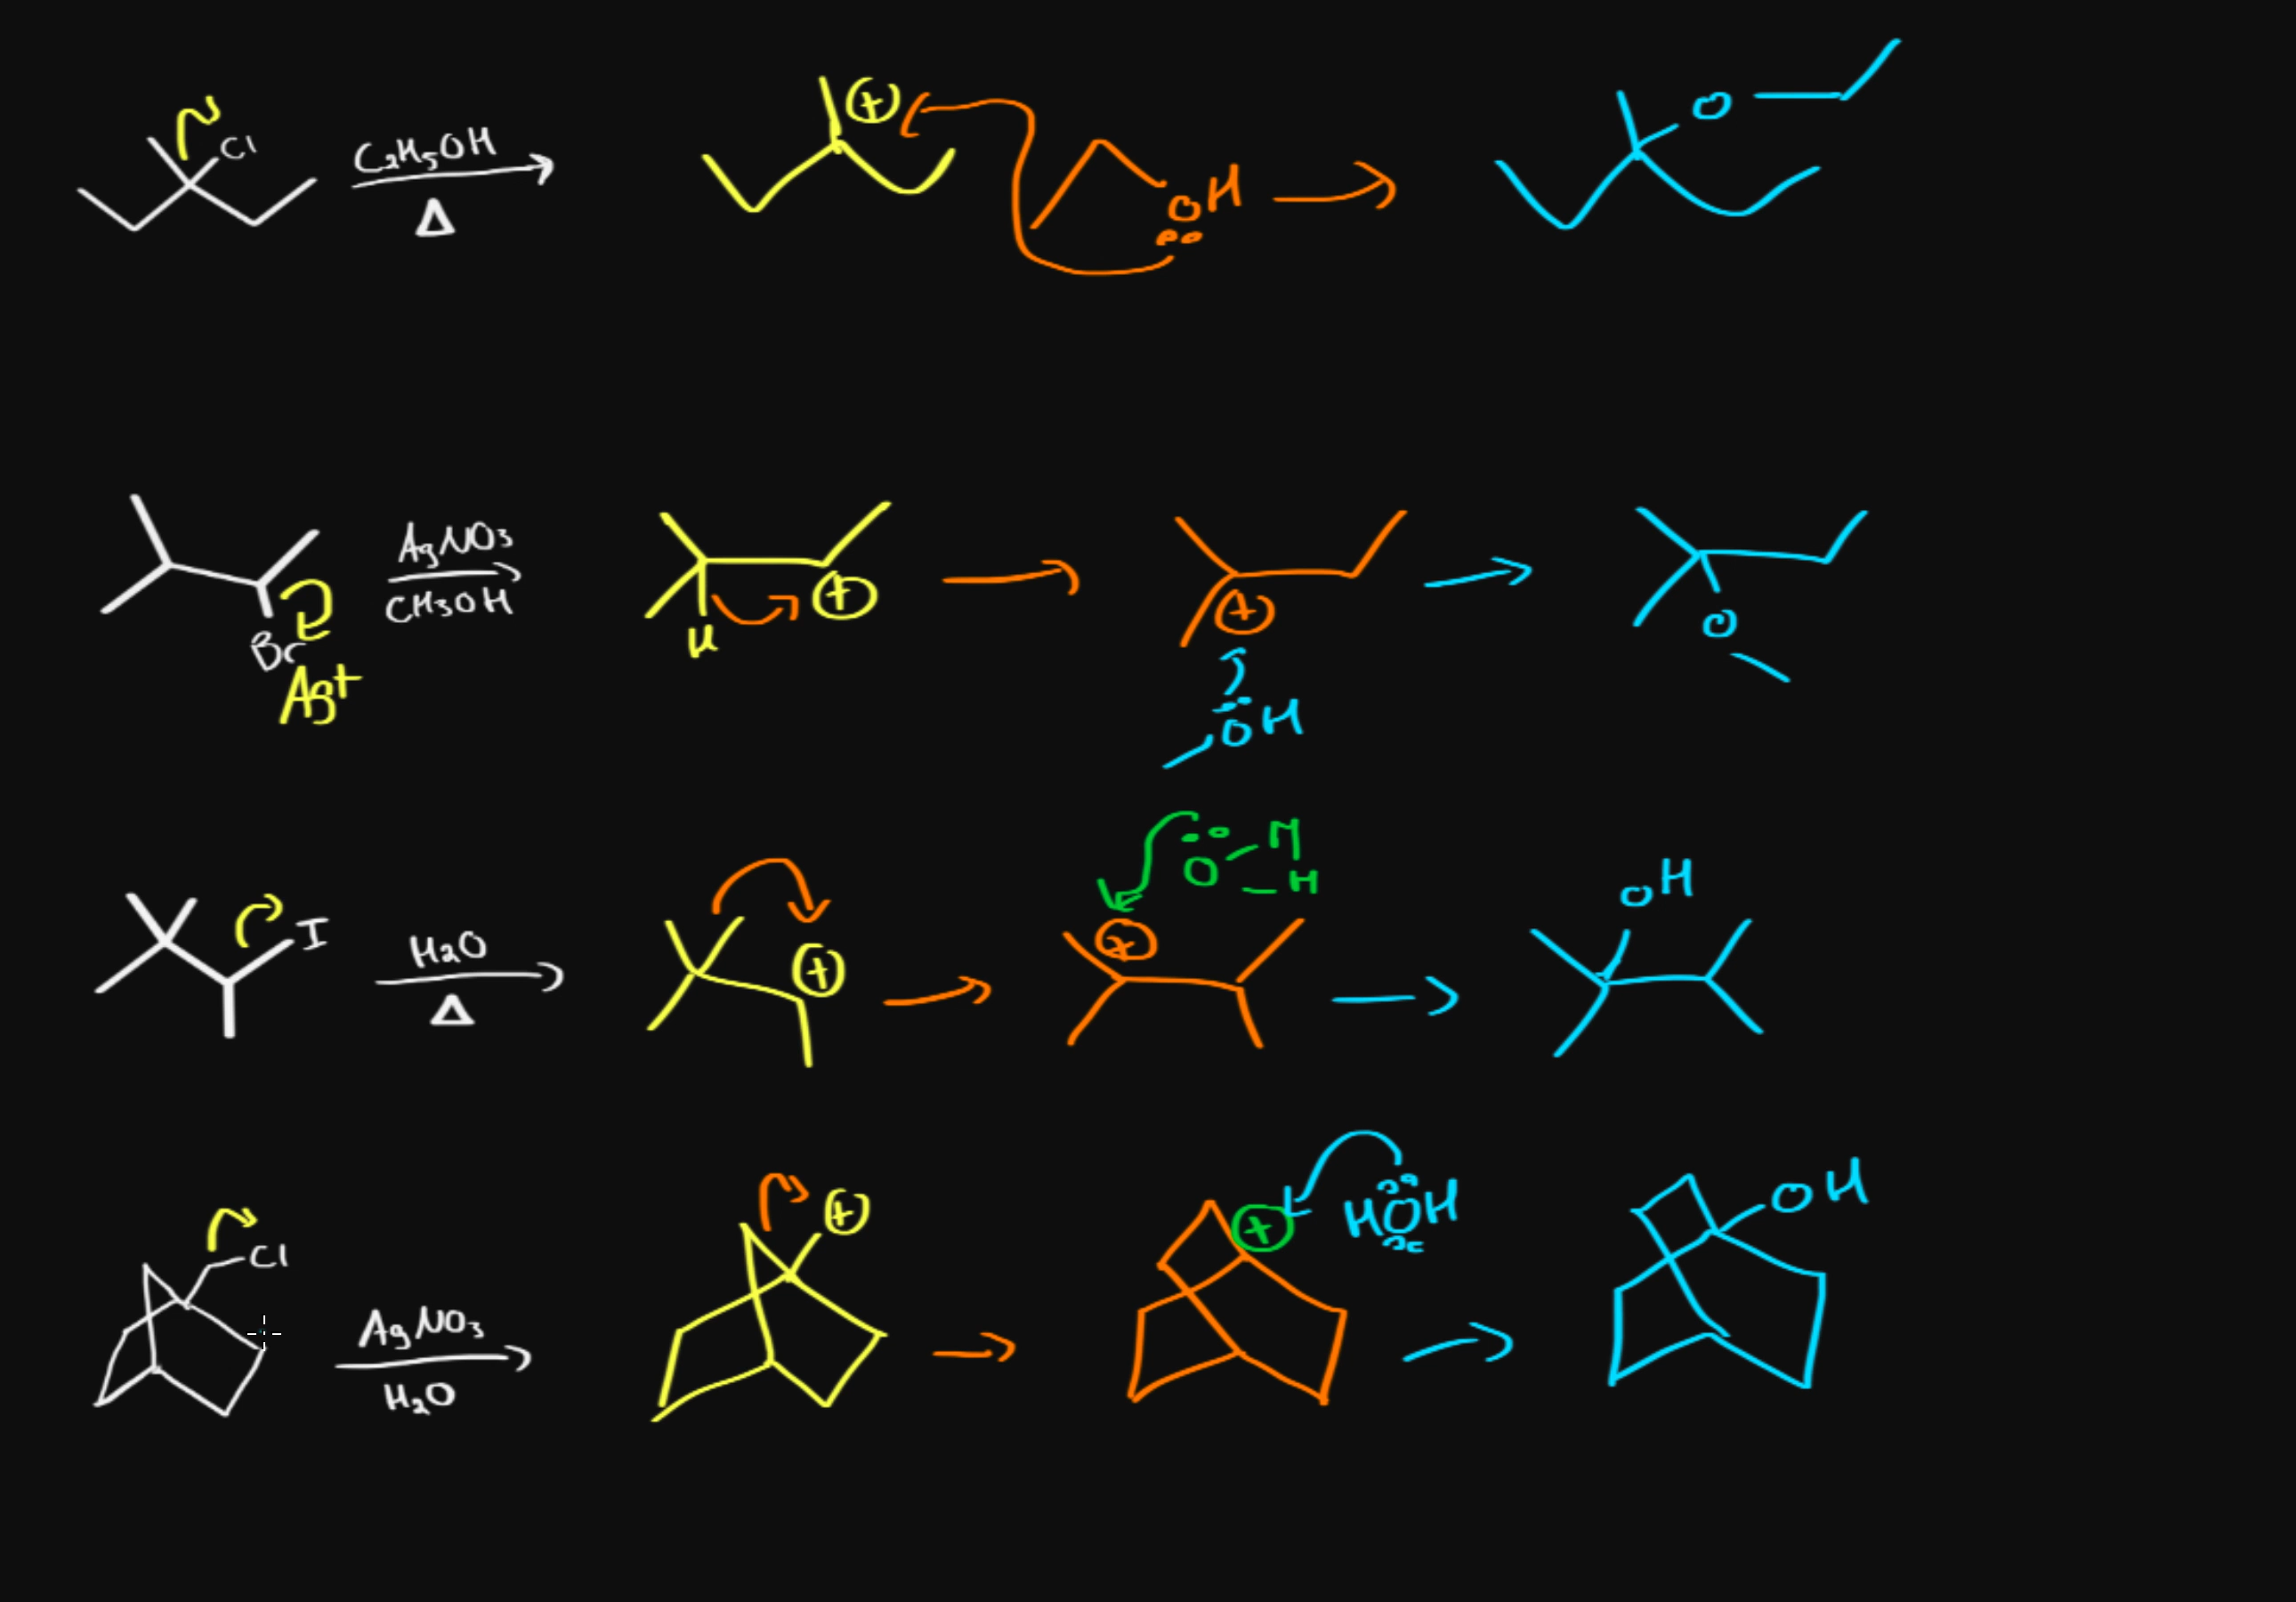 Cl
C2H5OH
Δ
(+)
OH
O
Br
Ag+
AgNO3
CH3OH
H
(+)
(+)
OH
O
I
H2O
Δ
(+)
(+)
O H
H
OH
Cl
AgNO3
H2O
(+)
(+)
HOH
OH